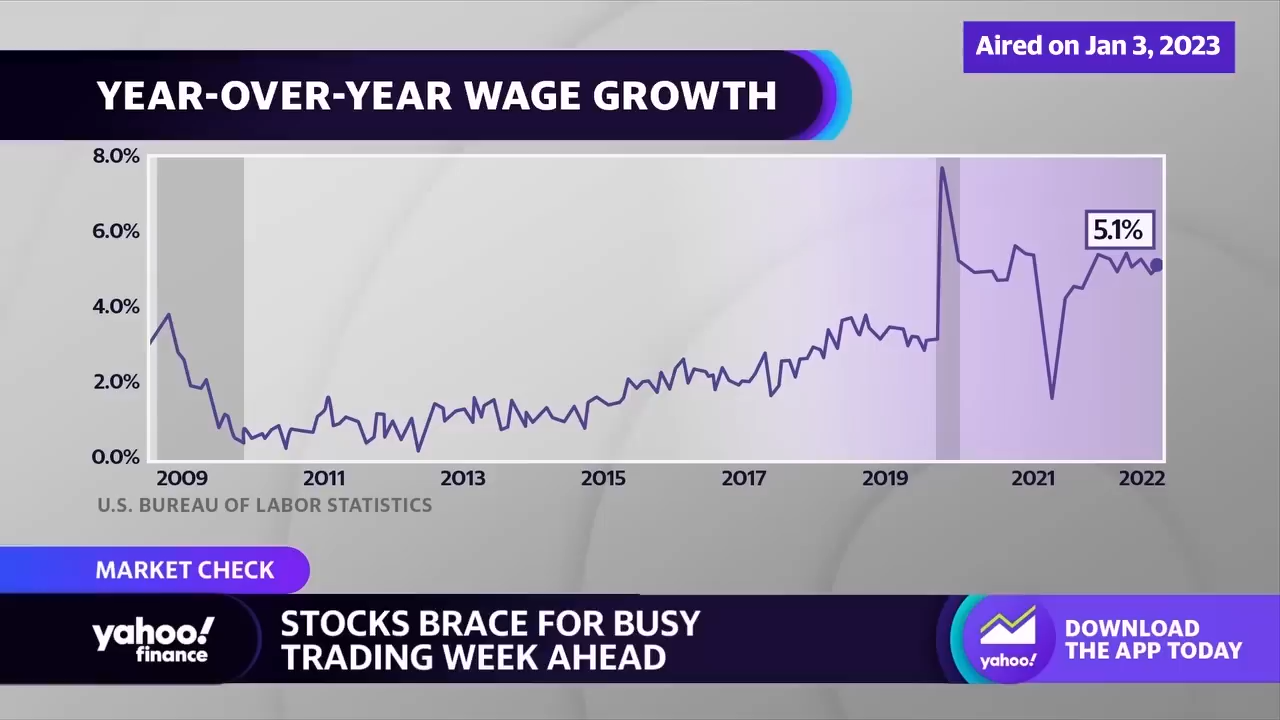 Aired on Jan 3, 2023
YEAR-OVER-YEAR WAGE GROWTH
8.0%
6.0%
4.0%
2.0%
0.0%
5.1%
2009 2011 2013 2015 2017 2019 2021 2022
U.S. BUREAU OF LABOR STATISTICS
MARKET CHECK
yahoo!
finance
STOCKS BRACE FOR BUSY
TRADING WEEK AHEAD
yahoo!
DOWNLOAD
THE APP TODAY